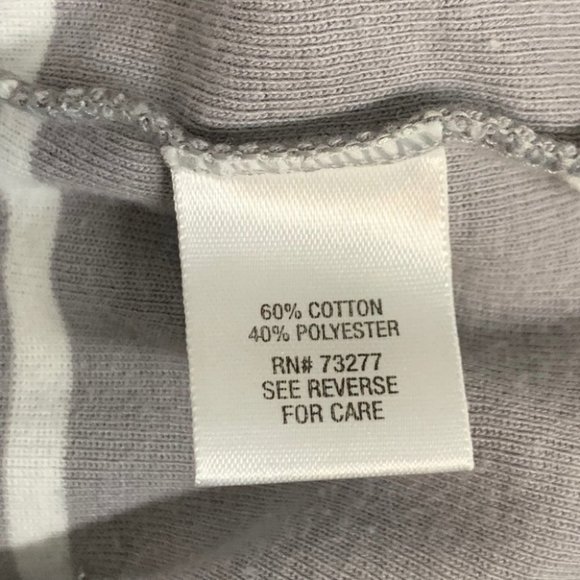 60% COTTON
40% POLYESTER
RN# 73277
SEE REVERSE
FOR CARE